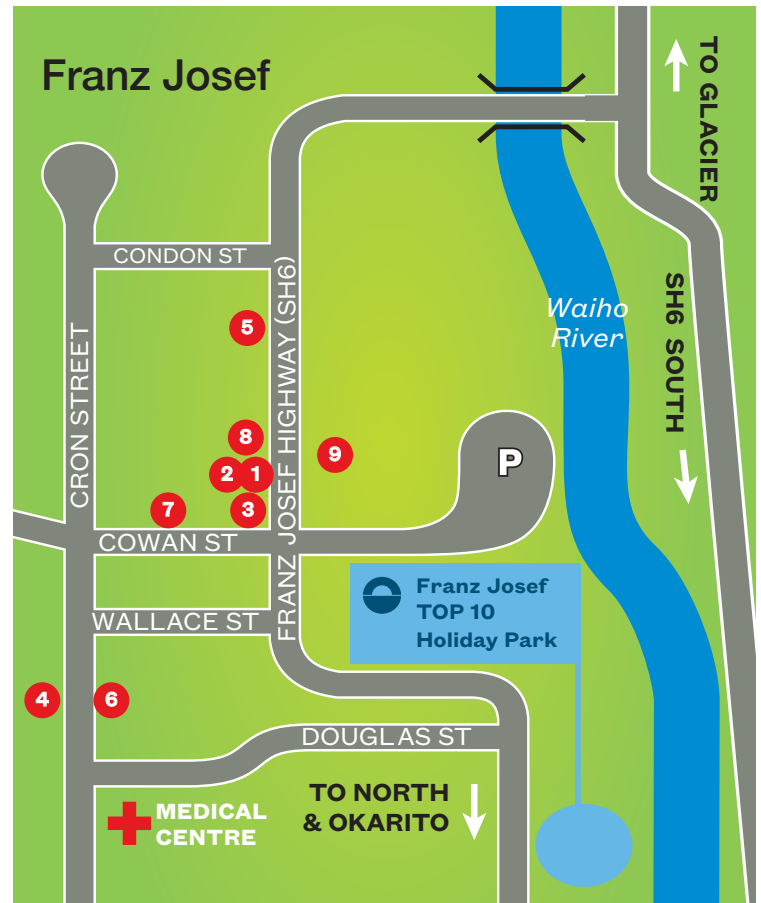 Franz Josef
TO GLACIER
CONDON ST
5
CRON STREET
FRANZ JOSEF HIGHWAY (SH6)
Waiho
River
SH6 SOUTH
8
9
2
1
P
7
3
COWAN ST
Franz Josef
TOP 10
Holiday Park
WALLACE ST
4
6
DOUGLAS ST
TO NORTH
& OKARITO
MEDICAL
CENTRE